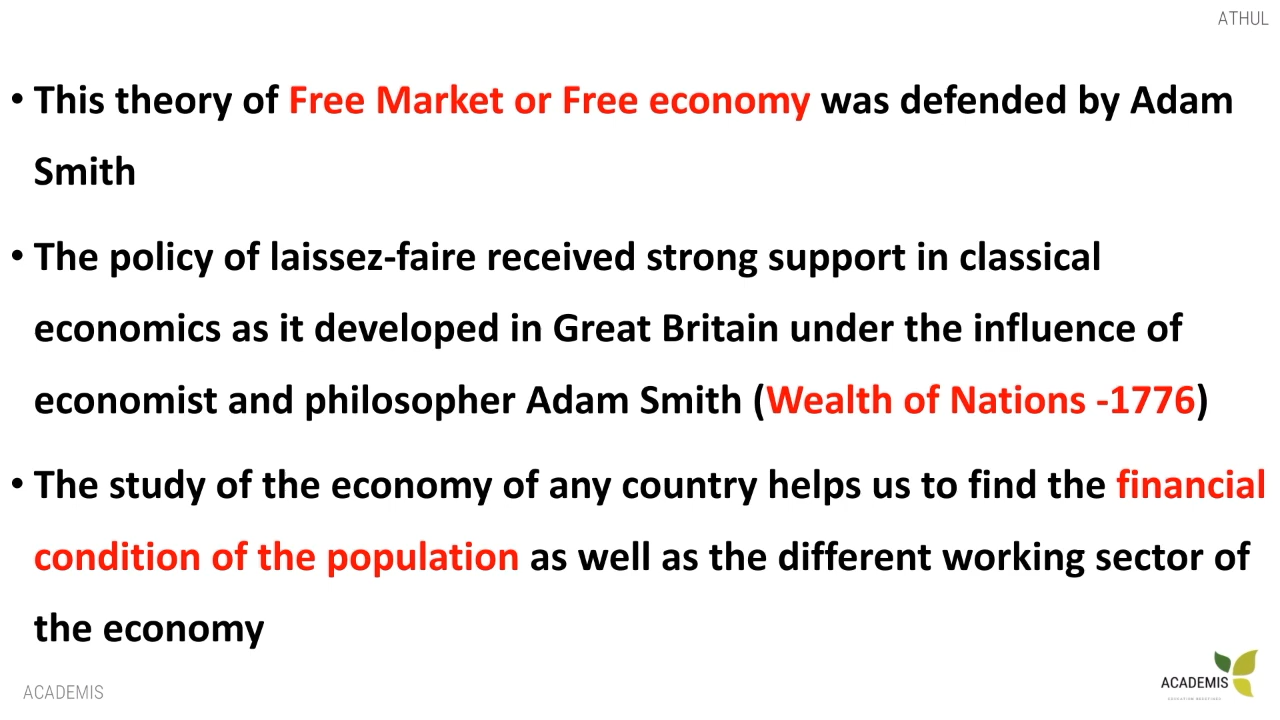 ATHUL
• This theory of Free Market or Free economy was defended by Adam
Smith
• The policy of laissez-faire received strong support in classical
economics as it developed in Great Britain under the influence of
economist and philosopher Adam Smith (Wealth of Nations -1776)
• The study of the economy of any country helps us to find the financial
condition of the population as well as the different working sector of
the economy
ACADEMIS
ACADEMIS